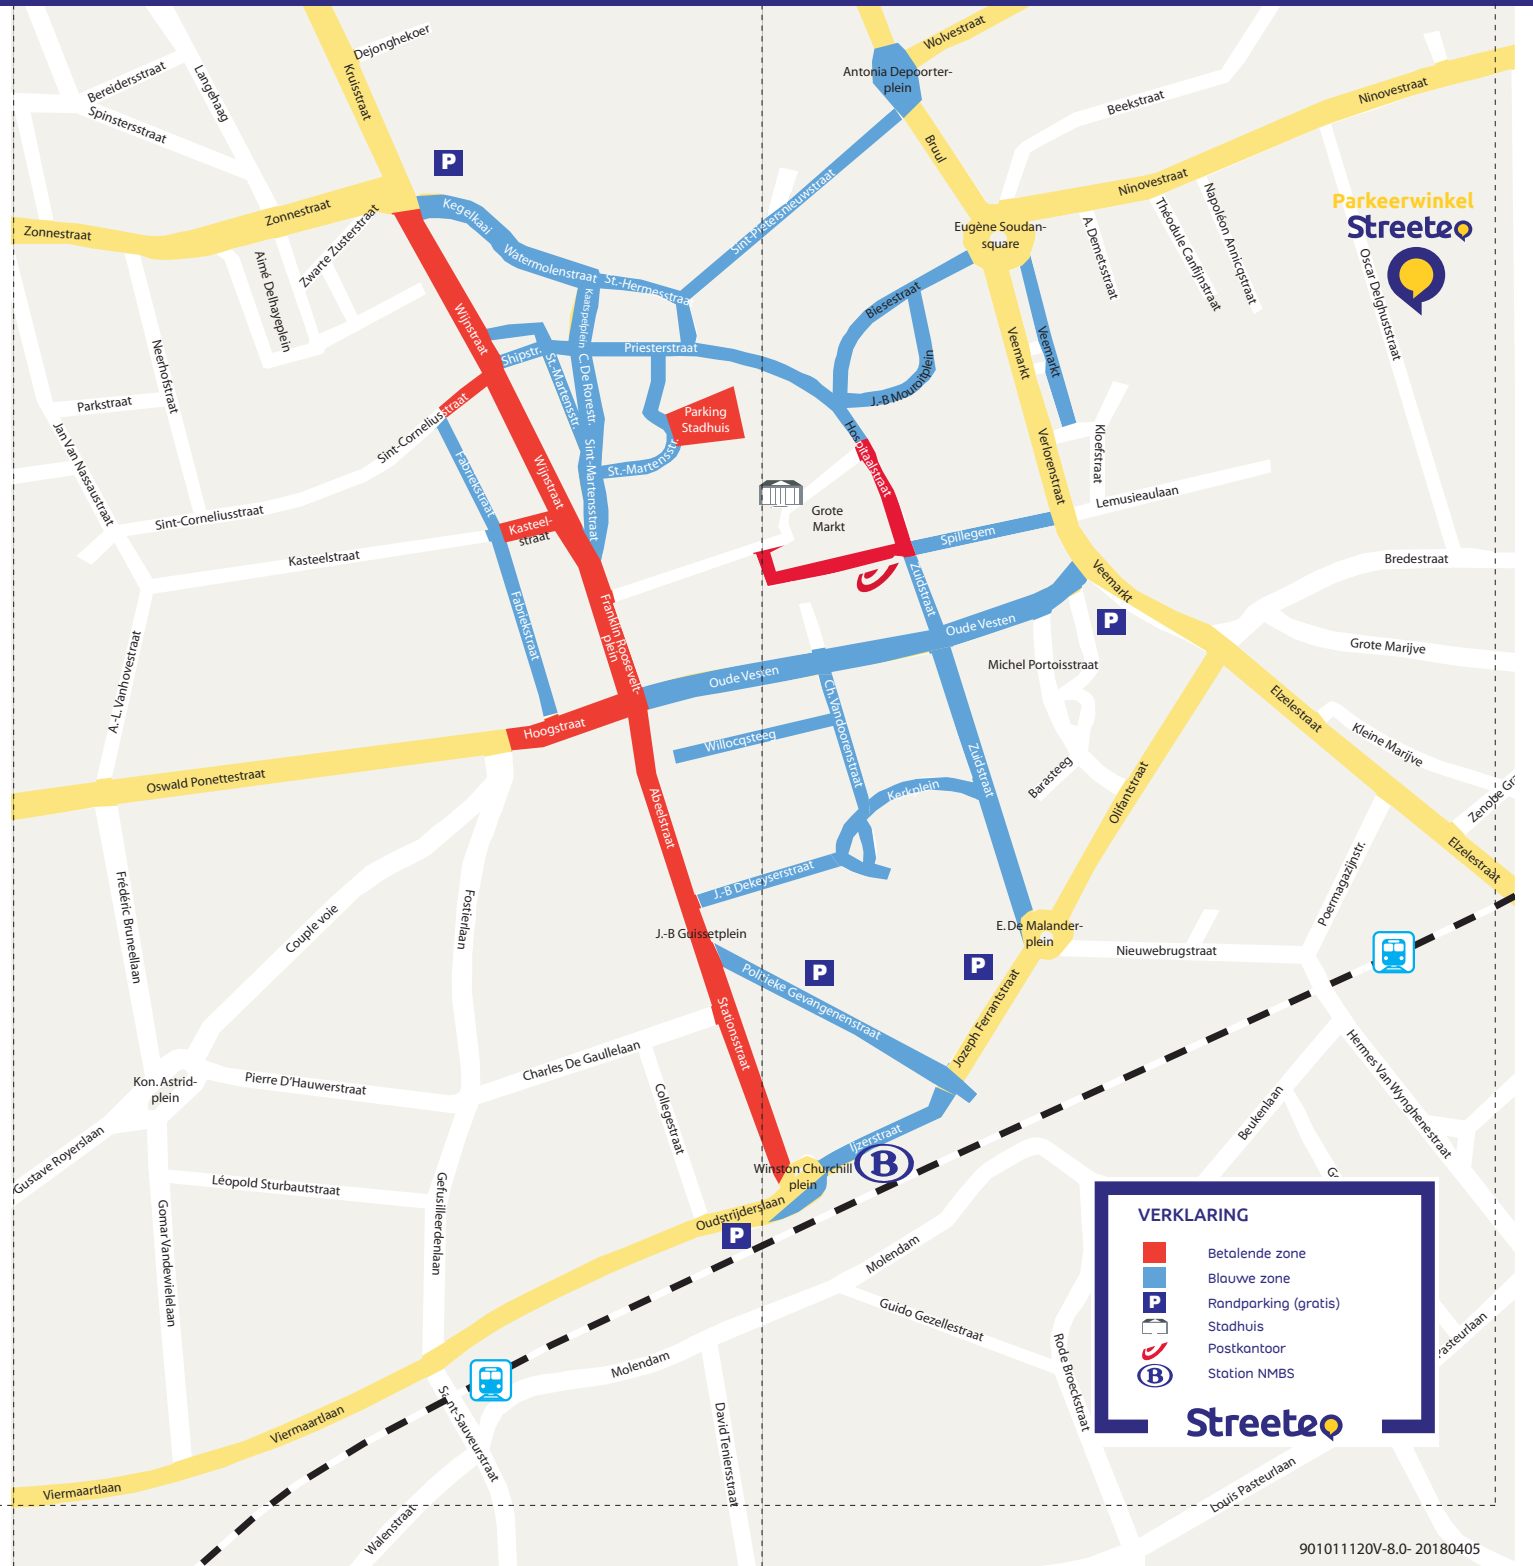 Dejonghekoer
Kruisstraat
Bereidersstraat
Langehaag
Spinstersstraat
Wolvestraat
Antonia Depoorter-
plein
Beekstraat
Ninovestraat
Bruul
P
Zonnestraat
Zonnestraat
Zwarte Zusterstraat
Aimé Delhayeplein
Kegelkaai
Watermolenstraat
St.-Hermesstraat
Sint-Pietersnieuwstraat
Ninovestraat
Eugène Soudan-
square
A. Demetsstraat
Théodule Canfijnstraat
Napoléon Annicqstraat
Parkeerwinkel
Streeteo
Oscar Delghuststraat
Wijnstraat
Kaatspelplein
Biesestraat
Veemarkt
Veemarkt
Shipstr.
Priesterstraat
St.-Martensstr.
C. De Rorestr.
J.-B Mouroitplein
Neerhofstraat
Parkstraat
Jan Van Nassaustraat
Sint-Corneliusstraat
Parking
Stadhuis
Hospitaalstraat
Verlorenstraat
Kloefstraat
Fabriekstraat
Wijnstraat
Sint-Martensstraat
St.-Martensstr.
Grote
Markt
Lemusieaulaan
Sint-Corneliusstraat
Kasteel-
straat
Kasteelstraat
Spillegem
Bredestraat
Veemarkt
Zuidstraat
Fabriekstraat
Franklin Roosevelt-
plein
P
Oude Vesten
Oude Vesten
Grote Marijve
A.-L. Vanhovestraat
Michel Portoisstraat
Ch. Vandoorenstraat
Elzelestraat
Hoogstraat
Willocqsteeg
Kleine Marijve
Oswald Ponettestraat
Zuidstraat
Barasteeg
Olifantstraat
Kerkplein
Abeelstraat
Elzelestraat
J.-B Dekeyserstraat
Poermagazijnstr.
Frédéric Bruneellaan
Couple voie
Fostierlaan
J.-B Guissetplein
E. De Malander-
plein
Nieuwebrugstraat
P
P
Politieke Gevangenenstraat
Stationsstraat
Jozeph Ferrantstraat
Charles De Gaullelaan
Kon. Astrid-
plein
Pierre D'Hauwerstraat
Collegestraat
Hermes Van Wynghenestraat
Beukenlaan
Ijzerstraat
B
Gustave Royerslaan
Léopold Sturbautstraat
Winston Churchill
plein
Oudstrijderslaan
P
Gomar Vandewielelaan
Gefusilleerdenlaan
Molendam
Guido Gezellestraat
Molendam
Rode Broeckstraat
Viermaartlaan
Viermaartlaan
Saint-Sauveurstraat
David Teniersstraat
Walenstraat
Louis Pasteurlaan
VERKLARING
Betalende zone
Blauwe zone
P Randparking (gratis)
Stadhuis
Postkantoor
B Station NMBS
Streeteo
901011120V-8.0- 20180405